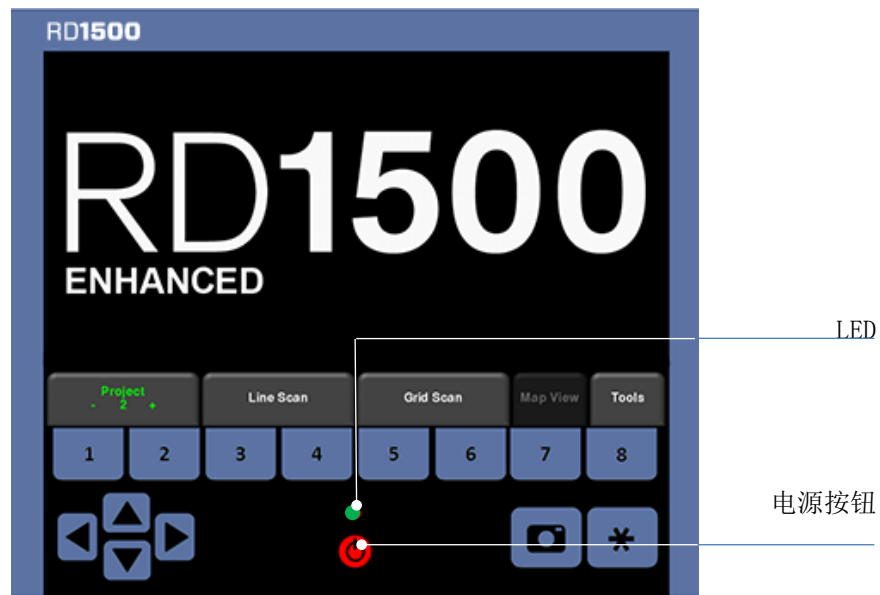 RD1500
RD1500
ENHANCED
LED
Project
- 2 +
Line Scan
Grid Scan
Map View
Tools
1
2
3
4
5
6
7
8
电源按钮